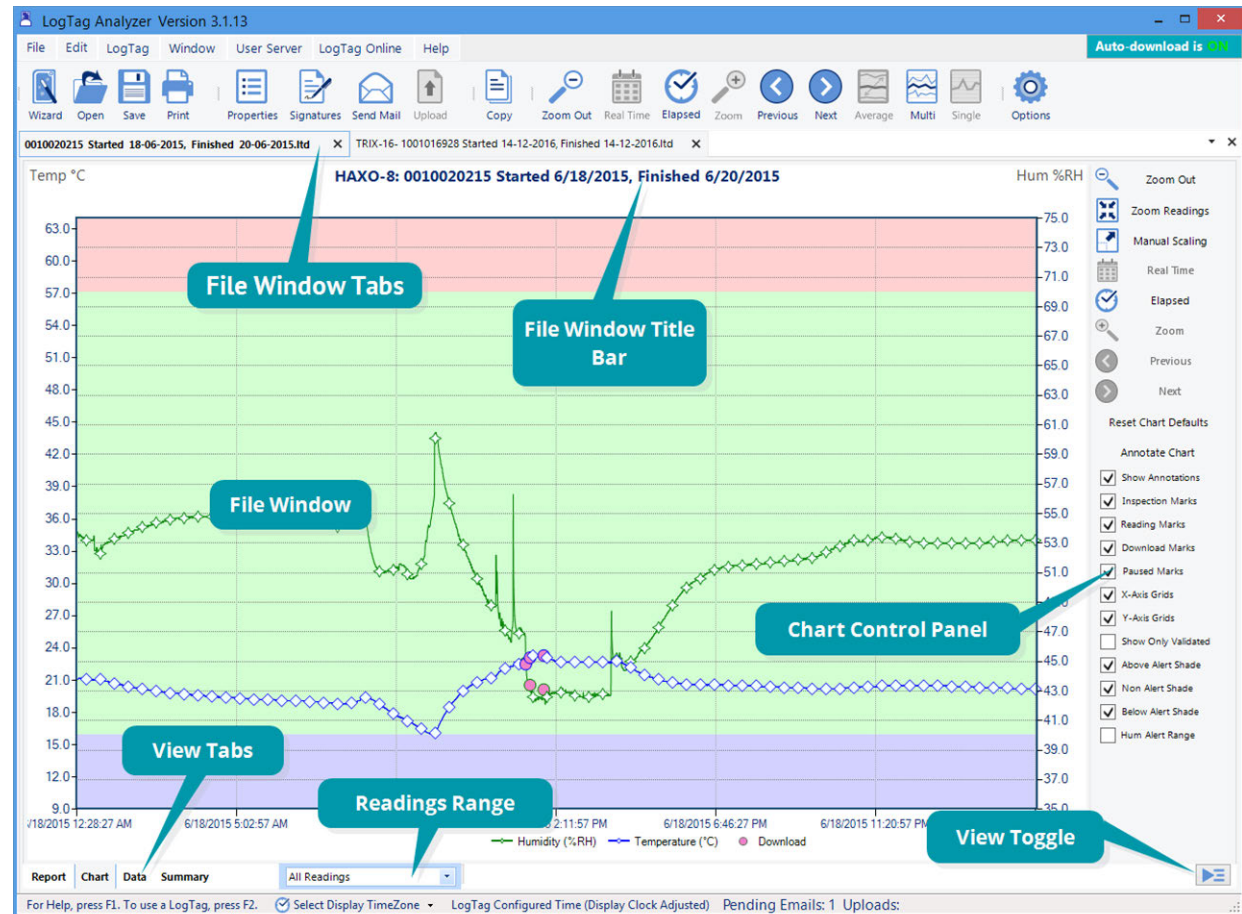 LogTag Analyzer Version 3.1.13
File Edit LogTag Window User Server LogTag Online Help
Auto-download is ON
Wizard Open Save Print Properties Signatures Send Mail Upload Copy Zoom Out Real Time Elapsed Zoom Previous Next Average Multi Single Options
0010020215 Started 18-06-2015, Finished 20-06-2015.ltd
TRIX-16- 1001016928 Started 14-12-2016, Finished 14-12-2016.ltd
Temp °C
HAXO-8: 0010020215 Started 6/18/2015, Finished 6/20/2015
Hum %RH
63.0
60.0
57.0
54.0
51.0
48.0
45.0
42.0
39.0
36.0
33.0
30.0
27.0
24.0
21.0
18.0
15.0
12.0
9.0
File Window Tabs
File Window Title
Bar
File Window
Chart Control Panel
View Tabs
Readings Range
View Toggle
75.0
73.0
71.0
69.0
67.0
65.0
63.0
61.0
59.0
57.0
55.0
53.0
51.0
47.0
45.0
43.0
41.0
39.0
37.0
35.0
Zoom Out
Zoom Readings
Manual Scaling
Real Time
Elapsed
Zoom
Previous
Next
Reset Chart Defaults
Annotate Chart
Show Annotations
Inspection Marks
Reading Marks
Download Marks
Paused Marks
X-Axis Grids
Y-Axis Grids
Show Only Validated
Above Alert Shade
Non Alert Shade
Below Alert Shade
Hum Alert Range
/18/2015 12:28:27 AM
6/18/2015 5:02:57 AM
2:11:57 PM
6/18/2015 6:46:27 PM
6/18/2015 11:20:57 PM
Humidity (%RH) Temperature (°C) Download
Report Chart Data Summary
All Readings
For Help, press F1. To use a LogTag, press F2. Select Display TimeZone LogTag Configured Time (Display Clock Adjusted) Pending Emails: 1 Uploads: